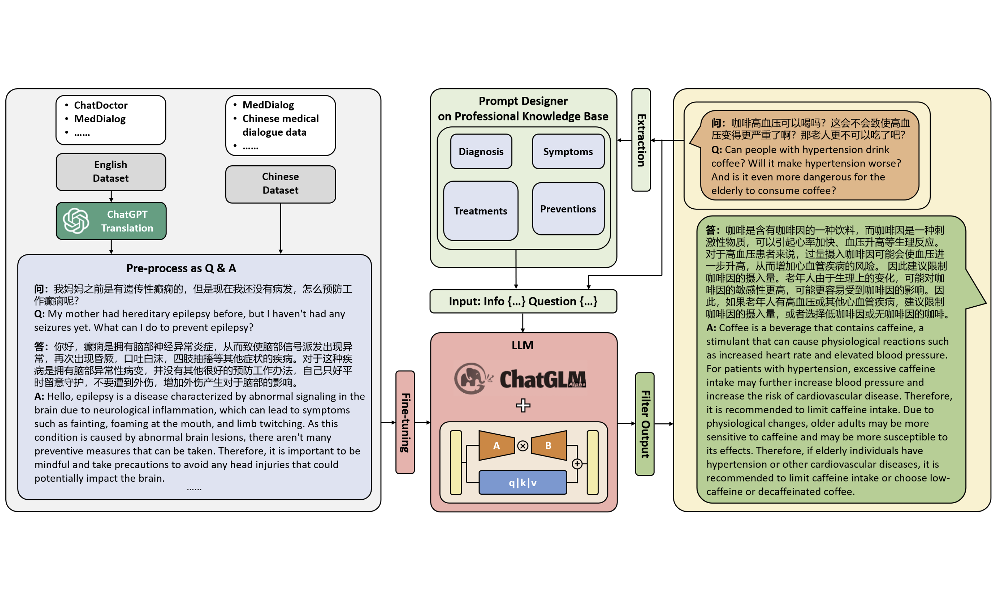 • ChatDoctor
• MedDialog
• ……
English
Dataset
ChatGPT
Translation
• MedDialog
• Chinese medical
dialogue data
• ……
Chinese
Dataset
Pre-process as Q & A
问：我妈妈之前是有遗传性癫痫的，但是现在我还没有病发，怎么预防工
作癫痫呢？
Q: My mother had hereditary epilepsy before, but I haven't had any
seizures yet. What can I do to prevent epilepsy?
答：你好，癫痫是拥有脑部神经异常炎症，从而致使脑部信号派发出现异
常，再次出现昏厥，口吐白沫，四肢抽搐等其他症状的疾病。对于这种疾
病是拥有脑部异常性病变，并没有其他很好的预防工作办法，自己只好平
时留意守护，不要遭到外伤，增加外伤产生对于脑部的影响。
A: Hello, epilepsy is a disease characterized by abnormal signaling in the
brain due to neurological inflammation, which can lead to symptoms
such as fainting, foaming at the mouth, and limb twitching. As this
condition is caused by abnormal brain lesions, there aren't many
preventive measures that can be taken. Therefore, it is important to be
mindful and take precautions to avoid any head injuries that could
potentially impact the brain.
……
Fine-tuning
Prompt Designer
on Professional Knowledge Base
Diagnosis
Symptoms
Treatments
Preventions
Extraction
Input: Info {…} Question {…}
LLM
ChatGLM
Alpha
+
A
B
q|k|v
Filter Output
问：咖啡高血压可以喝吗？这会不会致使高血
压变得更严重了啊？那老人更不可以吃了吧？
Q: Can people with hypertension drink
coffee? Will it make hypertension worse?
And is it even more dangerous for the
elderly to consume coffee?
答：咖啡是含有咖啡因的一种饮料，而咖啡因是一种刺
激性物质，可以引起心率加快、血压升高等生理反应。
对于高血压患者来说，过量摄入咖啡因可能会使血压进
一步升高，从而增加心血管疾病的风险。 因此建议限制
咖啡因的摄入量。老年人由于生理上的变化，可能对咖
啡因的敏感性更高，可能更容易受到咖啡因的影响。因
此，如果老年人有高血压或其他心血管疾病，建议限制
咖啡因的摄入量，或者选择低咖啡因或无咖啡因的咖啡.
A: Coffee is a beverage that contains caffeine, a
stimulant that can cause physiological reactions such
as increased heart rate and elevated blood pressure.
For patients with hypertension, excessive caffeine
intake may further increase blood pressure and
increase the risk of cardiovascular disease. Therefore,
it is recommended to limit caffeine intake. Due to
physiological changes, older adults may be more
sensitive to caffeine and may be more susceptible to
its effects. Therefore, if elderly individuals have
hypertension or other cardiovascular diseases, it is
recommended to limit caffeine intake or choose low-
caffeine or decaffeinated coffee.